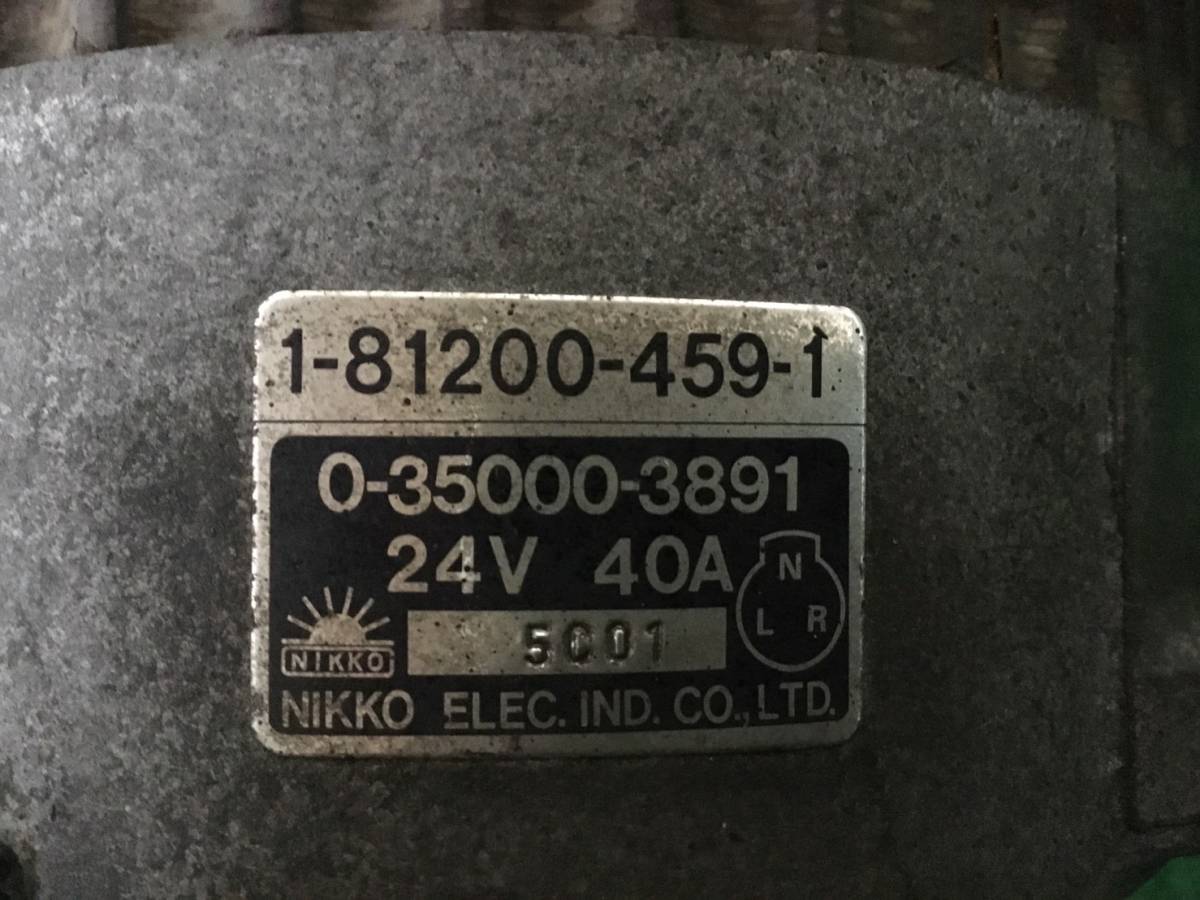 1-81200-459-1
0-35000-3891
24V 40A
N
L R
5001
NIKKO
NIKKO ELEC. IND. CO., LTD.